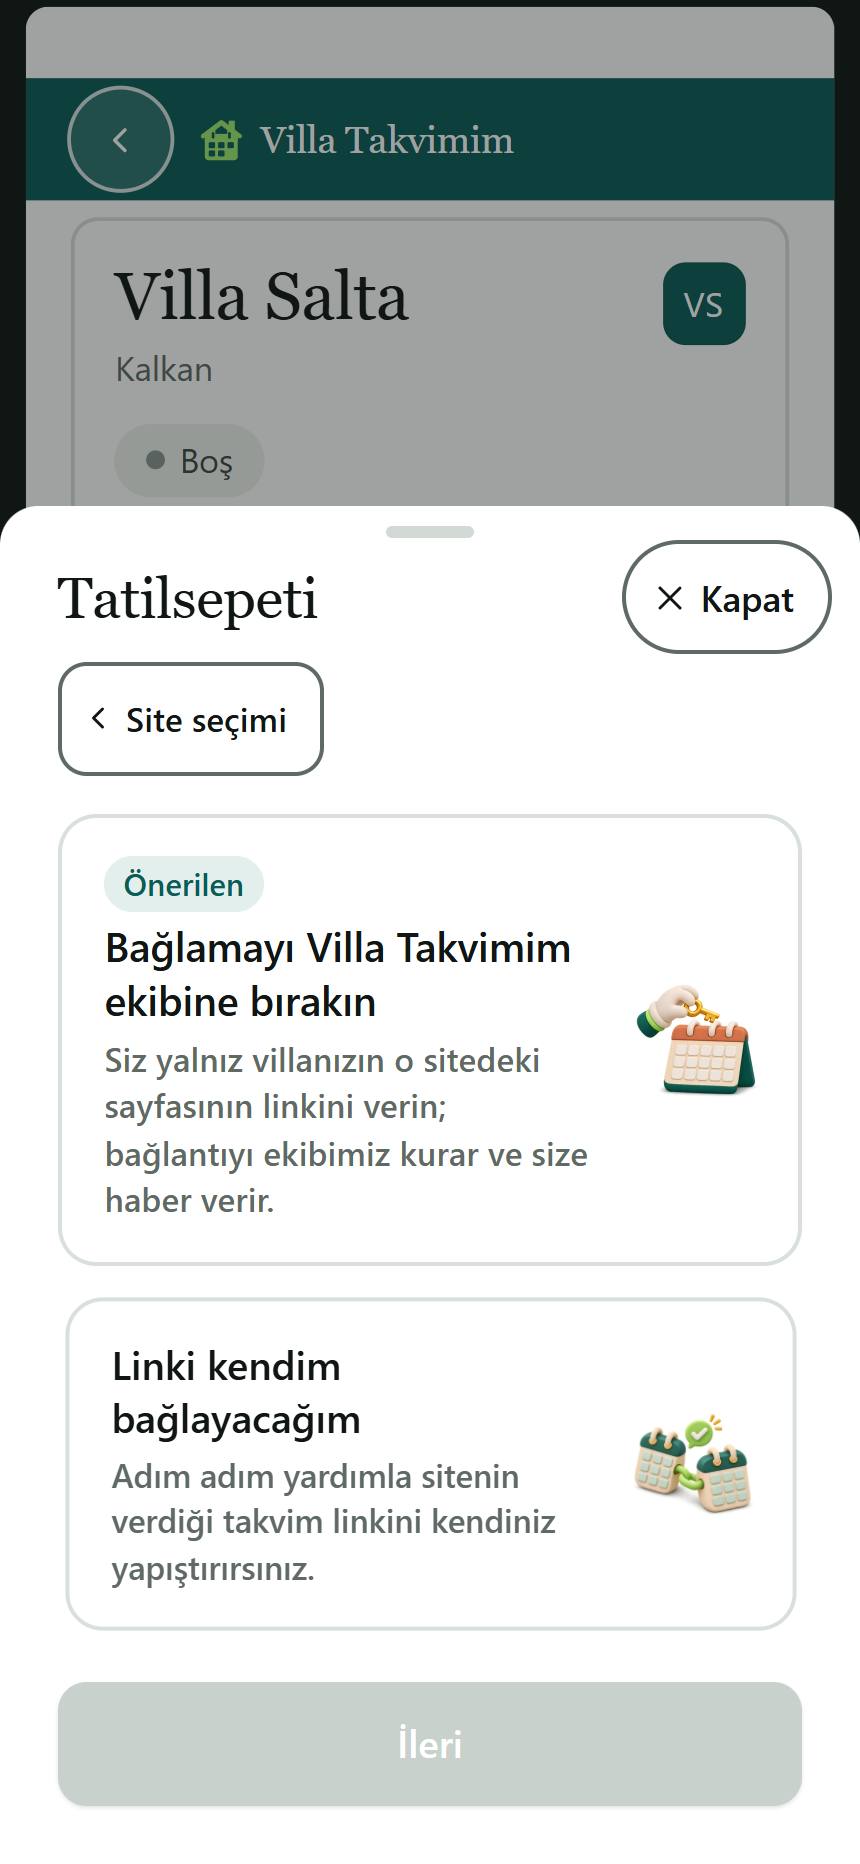 Villa Takvimim
Villa Salta
VS
Kalkan
Boş
Tatilsepeti
Kapat
Site seçimi
Önerilen
Bağlamayı Villa Takvimim
ekibine bırakın
Siz yalnız villanızın o sitedeki
sayfasının linkini verin;
bağlantıyı ekibimiz kurar ve size
haber verir.
Linki kendim
bağlayacağım
Adım adım yardımla sitenin
verdiği takvim linkini kendiniz
yapıştırırsınız.
İleri